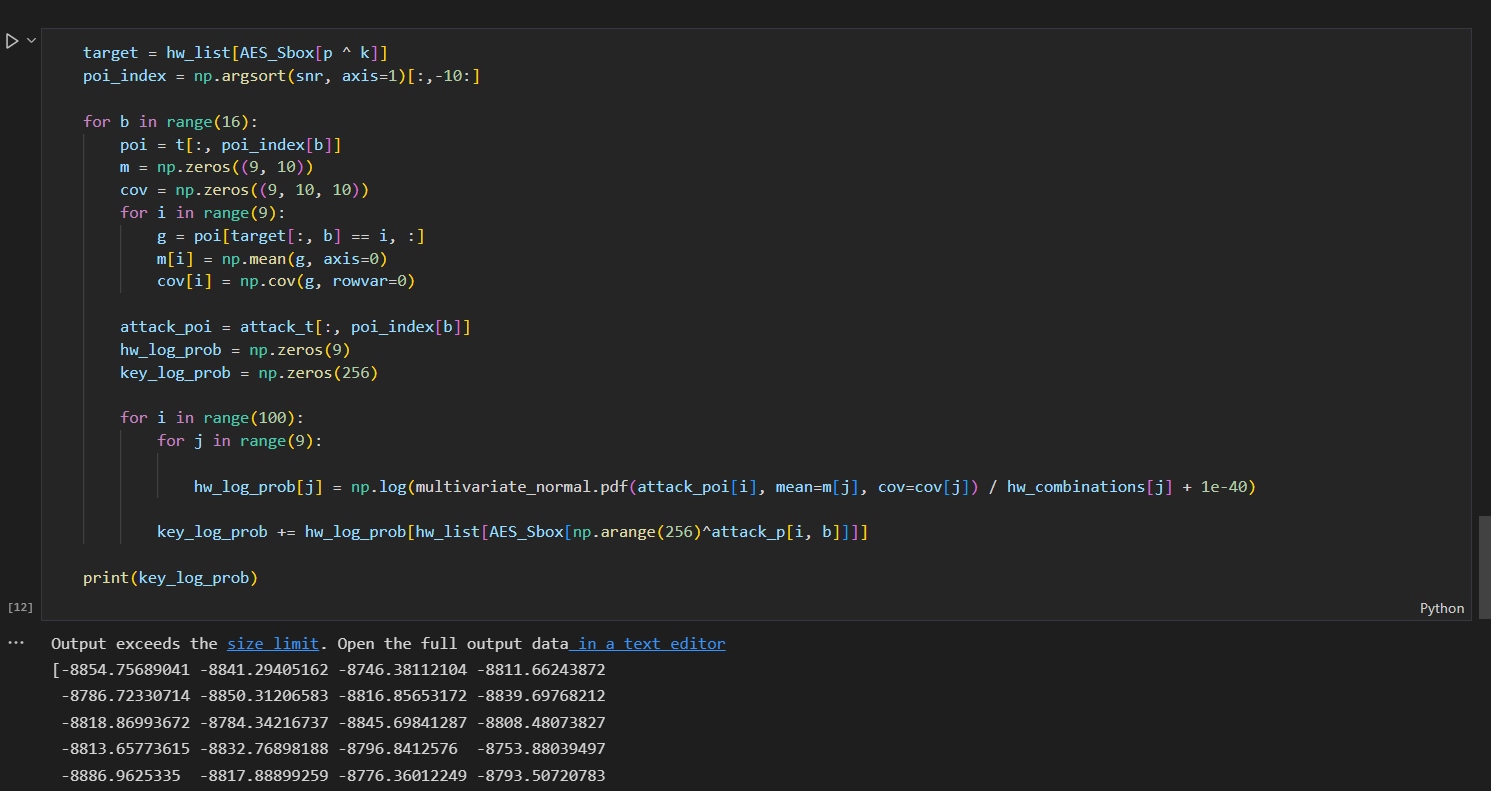 target = hw_list[AES_Sbox[p ^ k]]
poi_index = np.argsort(snr, axis=1)[:,-10:]
for b in range(16):
poi = t[:, poi_index[b]]
m = np.zeros((9, 10))
cov = np.zeros((9, 10, 10))
for i in range(9):
g = poi[target[:, b] == i, :]
m[i] = np.mean(g, axis=0)
cov[i] = np.cov(g, rowvar=0)
attack_poi = attack_t[:, poi_index[b]]
hw_log_prob = np.zeros(9)
key_log_prob = np.zeros(256)
for i in range(100):
for j in range(9):
hw_log_prob[j] = np.log(multivariate_normal.pdf(attack_poi[i], mean=m[j], cov=cov[j]) / hw_combinations[j] + 1e-40)
key_log_prob += hw_log_prob[hw_list[AES_Sbox[np.arange(256)^attack_p[i, b]]]]
print(key_log_prob)
[12]
Python
... Output exceeds the size limit. Open the full output data in a text editor
[-8854.75689041 -8841.29405162 -8746.38112104 -8811.66243872
-8786.72330714 -8850.31206583 -8816.85653172 -8839.69768212
-8818.86993672 -8784.34216737 -8845.69841287 -8808.48073827
-8813.65773615 -8832.76898188 -8796.8412576 -8753.88039497
-8886.9625335 -8817.88899259 -8776.36012249 -8793.50720783